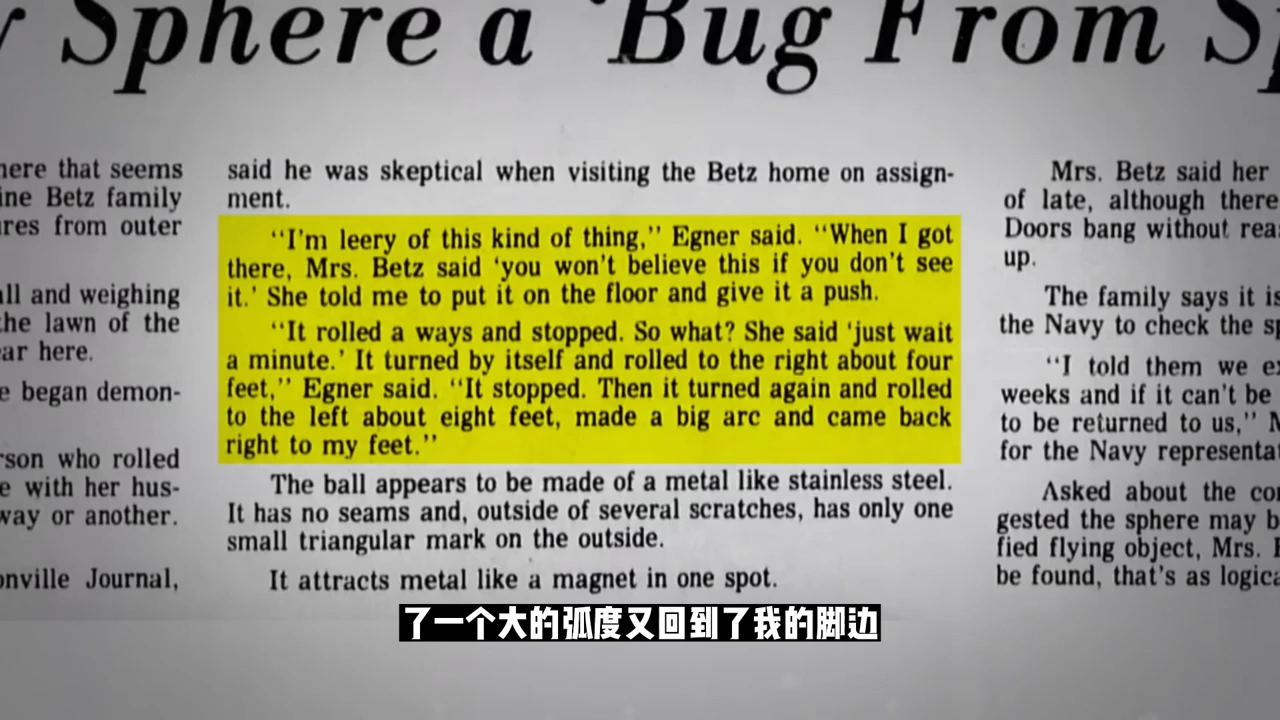 Sphere a 'Bug From
here that seems
ine Betz family
res from outer
all and weighing
the lawn of the
ear here.
e began demon-
rson who rolled
e with her hus-
way or another.
onville Journal,
said he was skeptical when visiting the Betz home on assign-
ment.
"I'm leery of this kind of thing," Egner said. "When I got
there, Mrs. Betz said 'you won't believe this if you don't see
it.' She told me to put it on the floor and give it a push.
"It rolled a ways and stopped. So what? She said 'just wait
a minute.' It turned by itself and rolled to the right about four
feet," Egner said. "It stopped. Then it turned again and rolled
to the left about eight feet, made a big arc and came back
right to my feet."
The ball appears to be made of a metal like stainless steel.
It has no seams and, outside of several scratches, has only one
small triangular mark on the outside.
It attracts metal like a magnet in one spot.
Mrs. Betz said her
of late, although there
Doors bang without rea
up.
The family says it is
the Navy to check the sp
"I told them we ex
weeks and if it can't be
to be returned to us," M
for the Navy representat
Asked about the co
gested the sphere may b
fied flying object, Mrs. 
be found, that's as logica
了一个大的弧度又回到了我的脚边